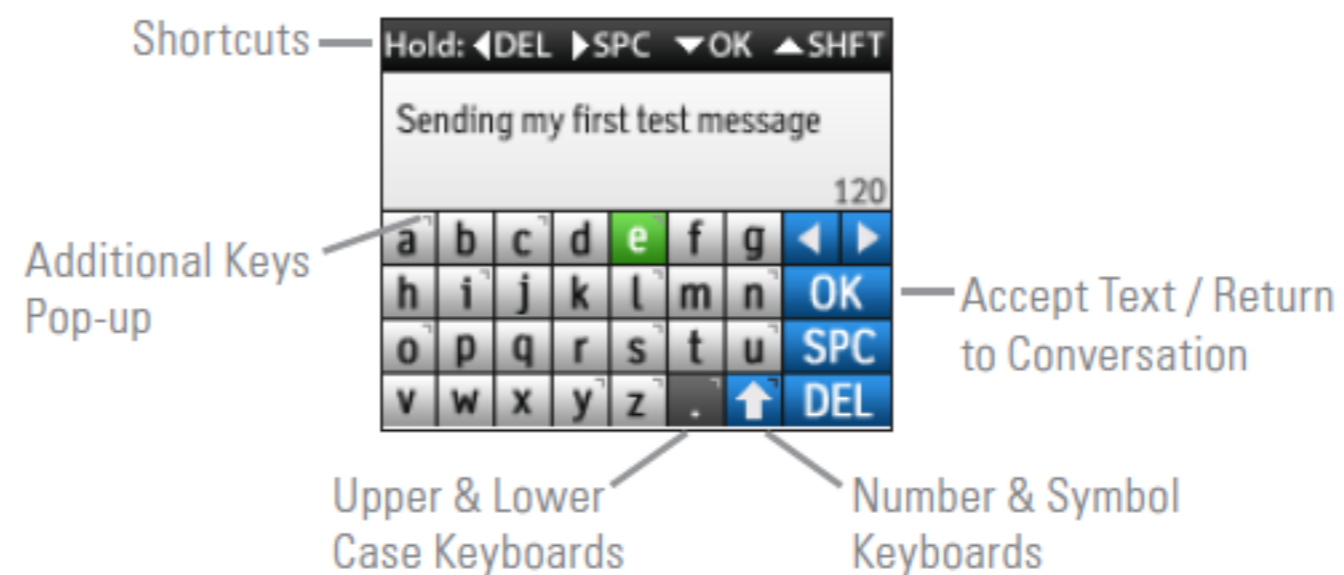 Shortcuts
Hold: ◀DEL ▶SPC ▼OK ▲SHFT
Sending my first test message
120
Additional Keys
Pop-up
a b c d e f g ◀ ▶
h i j k l m n OK
o p q r s t u SPC
v w x y z . ⬆ DEL
Accept Text / Return
to Conversation
Upper & Lower
Case Keyboards
Number & Symbol
Keyboards